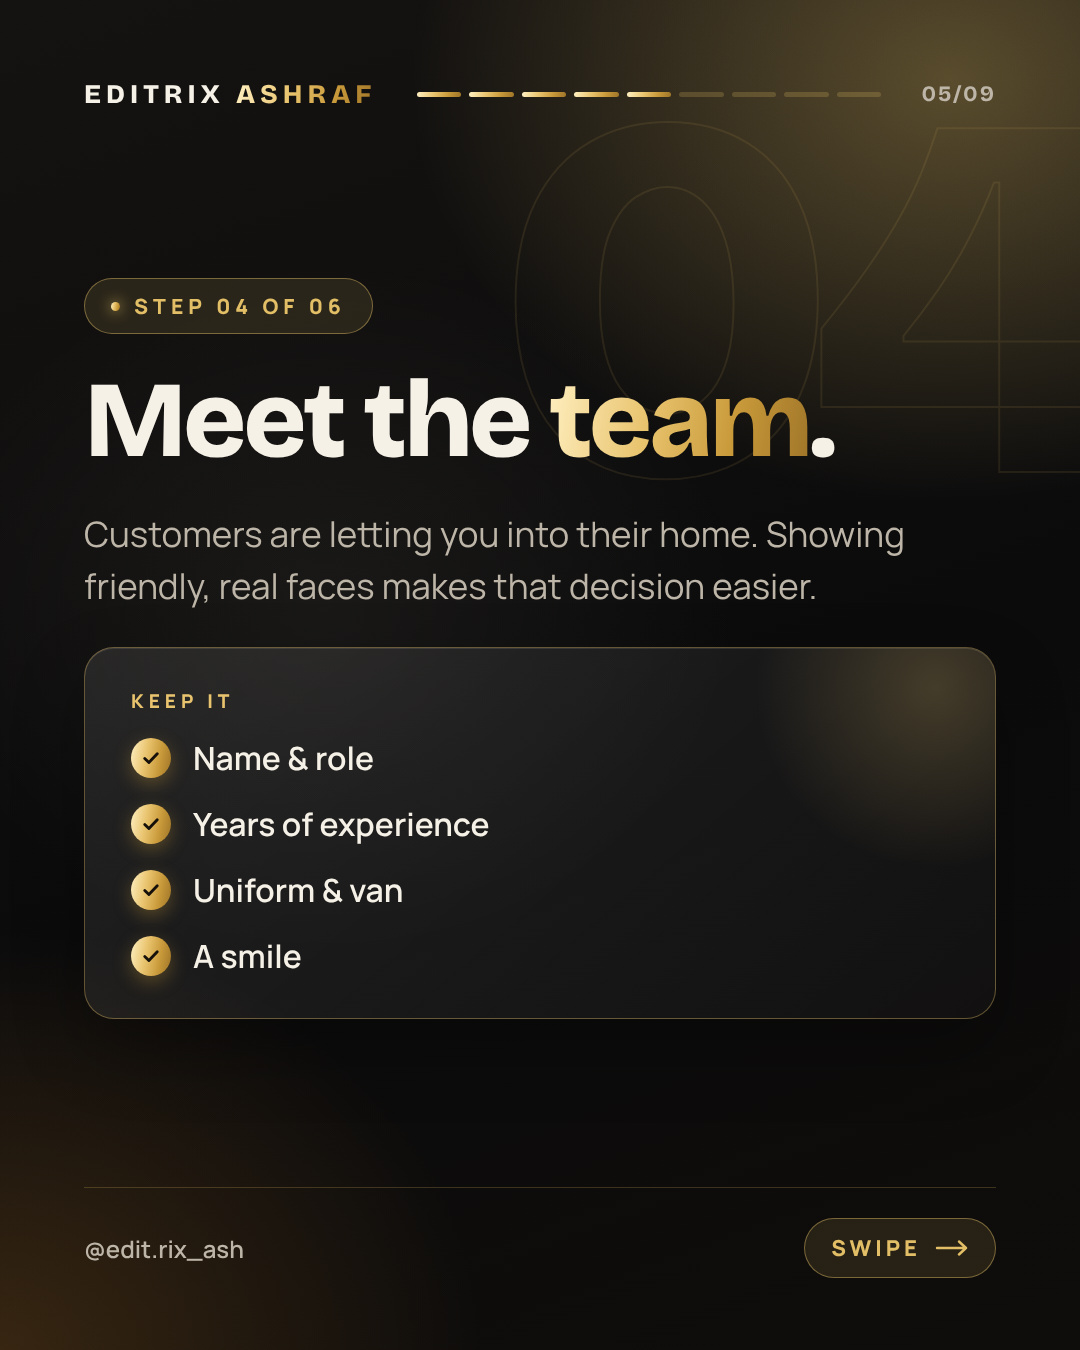 EDITRIX ASHRAF
05/09
04
STEP 04 OF 06
Meet the team.
Customers are letting you into their home. Showing
friendly, real faces makes that decision easier.
KEEP IT
Name & role
Years of experience
Uniform & van
A smile
@edit.rix_ash
SWIPE →